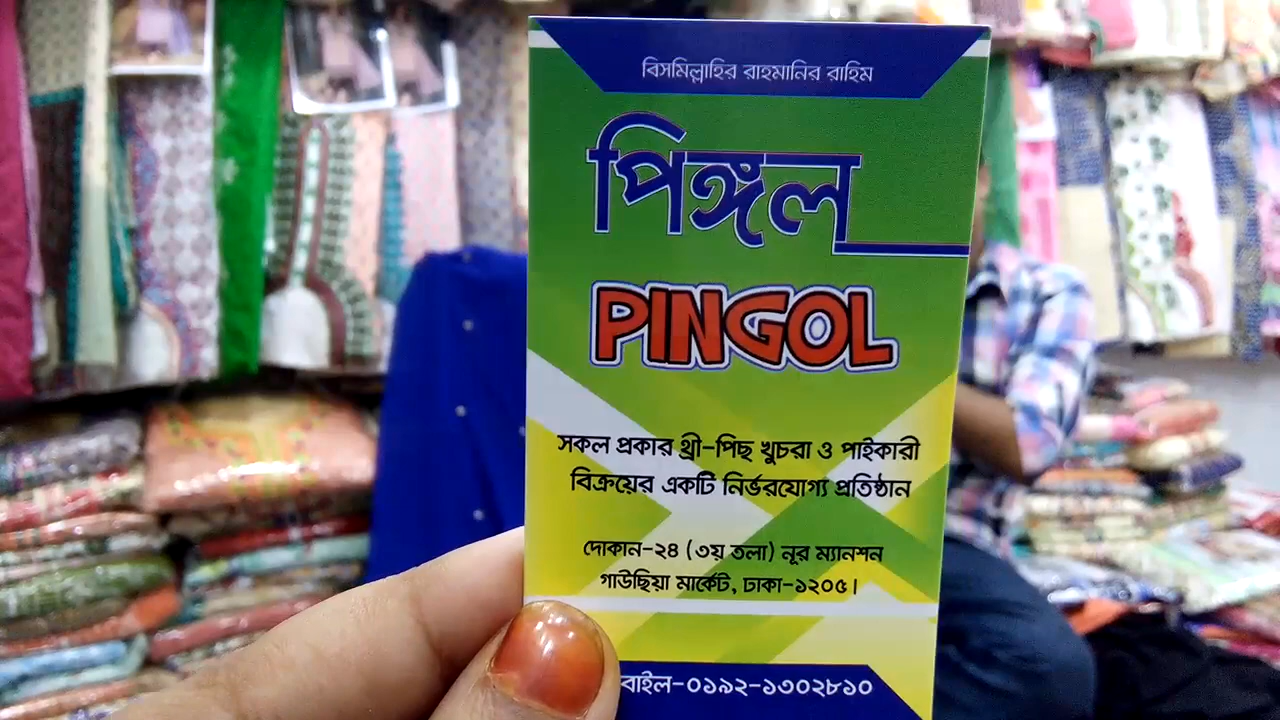 বিসমিল্লাহির রাহমানির রাহিম
পিঙ্গল
PINGOL
সকল প্রকার থ্রী-পিছ খুচরা ও পাইকারী
বিক্রয়ের একটি নির্ভরযোগ্য প্রতিষ্ঠান
দোকান-২৪ (৩য় তলা) নূর ম্যানশন
গাউছিয়া মার্কেট, ঢাকা-১২০৫।
বাইল-০১৯২-১৩০২৮১০